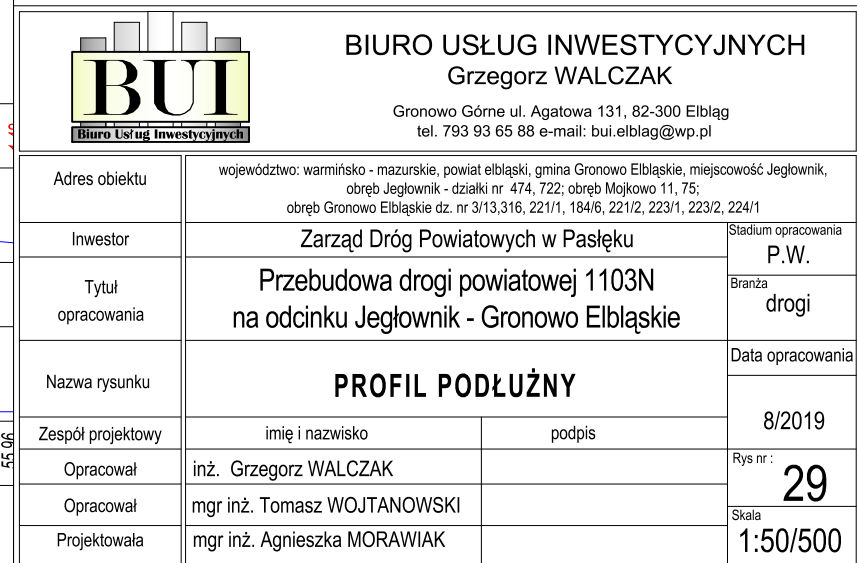 BUI
Biuro Usług Inwestycyjnych
BIURO USŁUG INWESTYCYJNYCH
Grzegorz WALCZAK
Gronowo Górne ul. Agatowa 131, 82-300 Elbląg
tel. 793 93 65 88 e-mail: bui.elblag@wp.pl
Adres obiektu
województwo: warmińsko - mazurskie, powiat elbląski, gmina Gronowo Elbląskie, miejscowość Jegłownik,
obręb Jegłownik - działki nr 474, 722; obręb Mojkowo 11, 75;
obręb Gronowo Elbląskie dz. nr 3/13,316, 221/1, 184/6, 221/2, 223/1, 223/2, 224/1
Inwestor
Zarząd Dróg Powiatowych w Pasłęku
Stadium opracowania
P.W.
Tytuł
opracowania
Przebudowa drogi powiatowej 1103N
na odcinku Jegłownik - Gronowo Elbląskie
Branża
drogi
Nazwa rysunku
PROFIL PODŁUŻNY
Data opracowania
8/2019
Zespół projektowy
imię i nazwisko
podpis
Opracował
inż. Grzegorz WALCZAK
Rys nr :
29
Opracował
mgr inż. Tomasz WOJTANOWSKI
Projektowała
mgr inż. Agnieszka MORAWIAK
Skala
1:50/500
55,96